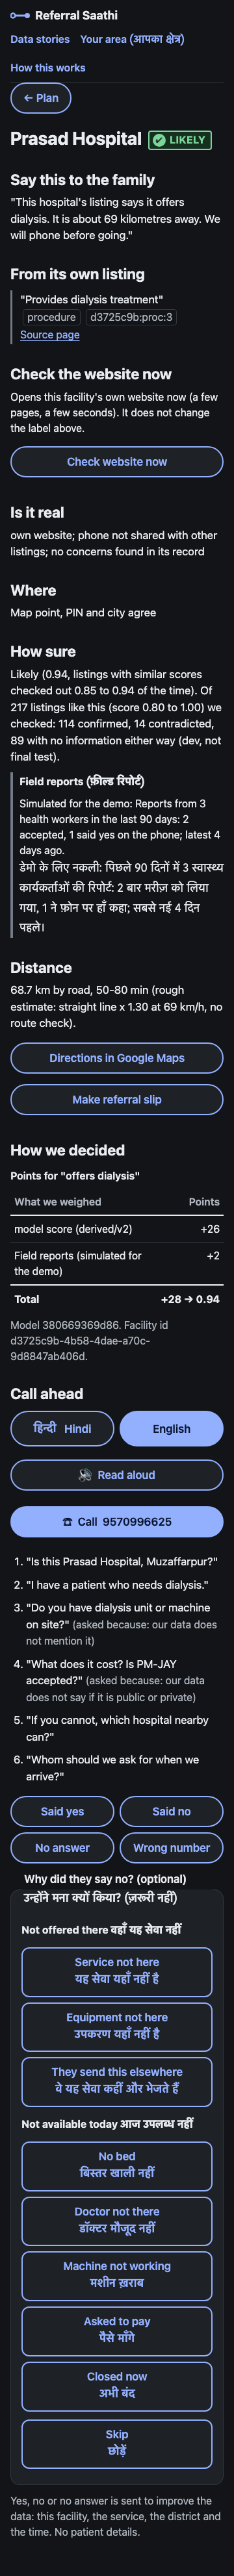 Referral Saathi
Data stories Your area (आपका क्षेत्र)
How this works
← Plan
Prasad Hospital ✓ LIKELY
Say this to the family
"This hospital's listing says it offers
dialysis. It is about 69 kilometres away. We
will phone before going."
From its own listing
"Provides dialysis treatment"
procedure d3725c9b:proc:3
Source page
Check the website now
Opens this facility's own website now (a few
pages, a few seconds). It does not change
the label above.
Check website now
Is it real
own website; phone not shared with other
listings; no concerns found in its record
Where
Map point, PIN and city agree
How sure
Likely (0.94, listings with similar scores
checked out 0.85 to 0.94 of the time). Of
217 listings like this (score 0.80 to 1.00) we
checked: 114 confirmed, 14 contradicted,
89 with no information either way (dev, not
final test).
Field reports (फ़ील्ड रिपोर्ट)
Simulated for the demo: Reports from 3
health workers in the last 90 days: 2
accepted, 1 said yes on the phone; latest 4
days ago.
डेमो के लिए नकली: पिछले 90 दिनों में 3 स्वास्थ्य
कार्यकर्ताओं की रिपोर्ट: 2 बार मरीज़ को लिया
गया, 1 ने फ़ोन पर हाँ कहा; सबसे नई 4 दिन
पहले।
Distance
68.7 km by road, 50-80 min (rough
estimate: straight line x 1.30 at 69 km/h, no
route check).
Directions in Google Maps
Make referral slip
How we decided
Points for "offers dialysis"
What we weighed Points
model score (derived/v2) +26
Field reports (simulated for
the demo) +2
Total +28 → 0.94
Model 380669369d86. Facility id
d3725c9b-4b58-4dae-a70c-
9d8847ab406d.
Call ahead
हिन्दी Hindi
English
🔊 Read aloud
☎ Call 9570996625
1. "Is this Prasad Hospital, Muzaffarpur?"
2. "I have a patient who needs dialysis."
3. "Do you have dialysis unit or machine
on site?" (asked because: our data does
not mention it)
4. "What does it cost? Is PM-JAY
accepted?" (asked because: our data
does not say if it is public or private)
5. "If you cannot, which hospital nearby
can?"
6. "Whom should we ask for when we
arrive?"
Said yes
Said no
No answer
Wrong number
Why did they say no? (optional)
उन्होंने मना क्यों किया? (ज़रूरी नहीं)
Not offered there वहाँ यह सेवा नहीं
Service not here
यह सेवा यहाँ नहीं है
Equipment not here
उपकरण यहाँ नहीं है
They send this elsewhere
वे यह सेवा कहीं और भेजते हैं
Not available today आज उपलब्ध नहीं
No bed
बिस्तर खाली नहीं
Doctor not there
डॉक्टर मौजूद नहीं
Machine not working
मशीन ख़राब
Asked to pay
पैसे माँगे
Closed now
अभी बंद
Skip
छोड़ें
Yes, no or no answer is sent to improve the
data: this facility, the service, the district and
the time. No patient details.